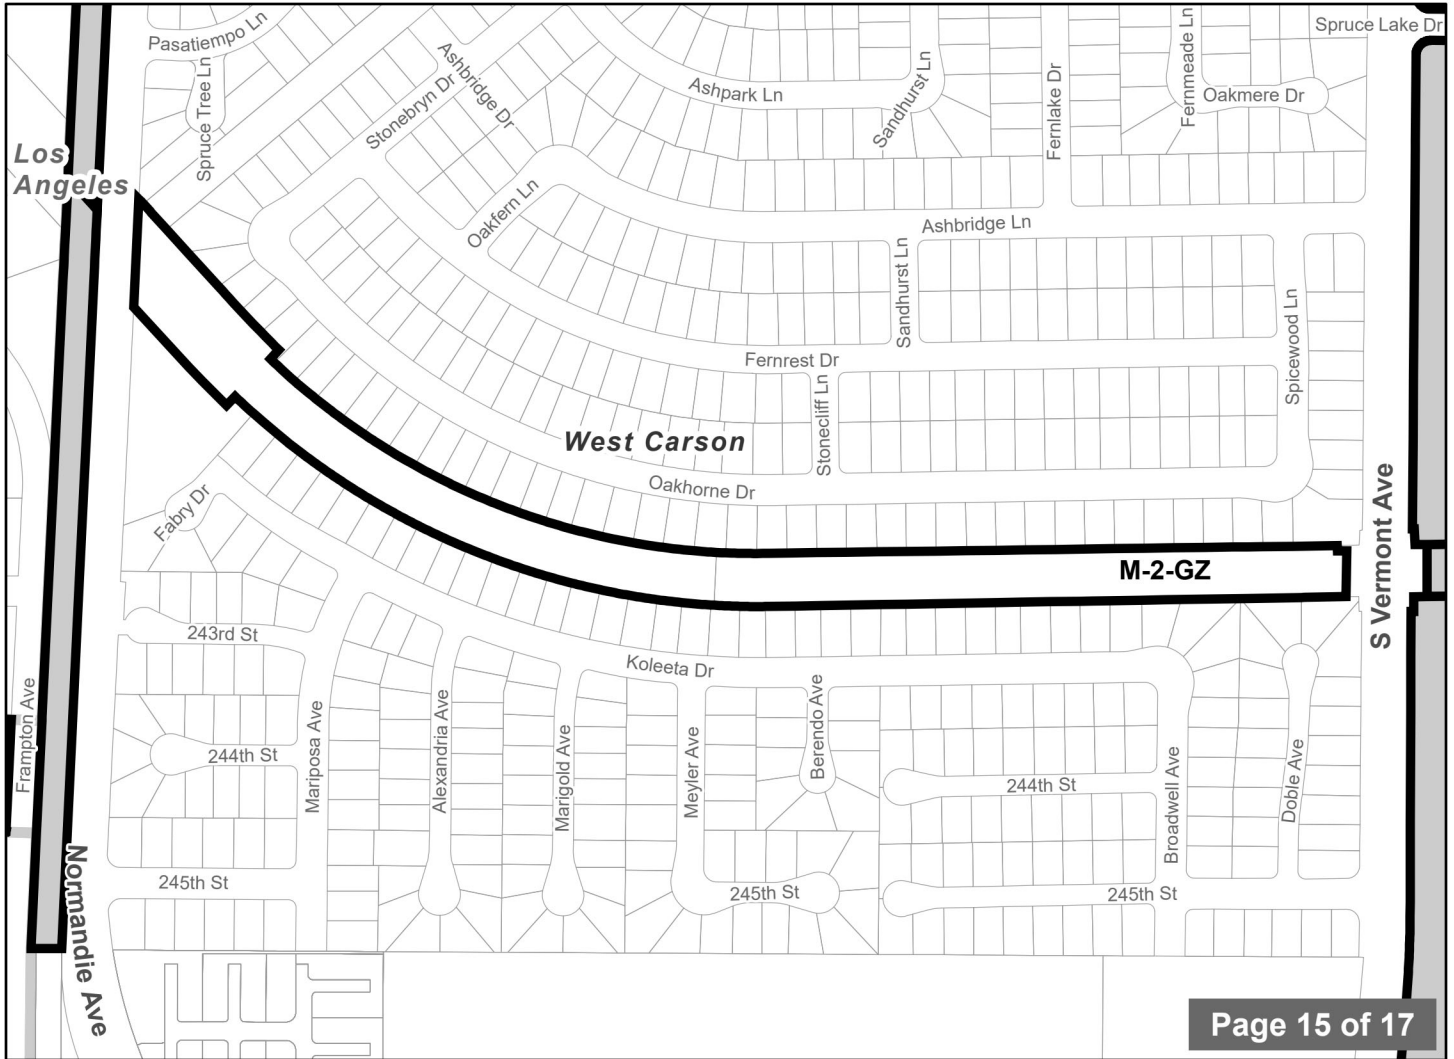 Pasatiempo Ln
Spruce Tree Ln
Stonebryn Dr
Ashbridge Dr
Ashpark Ln
Sandhurst Ln
Fernlake Dr
Fernmeade Ln
Oakmere Dr
Spruce Lake Dr
Los
Angeles
Oakfern Ln
Ashbridge Ln
Sandhurst Ln
Spicewood Ln
Fernrest Dr
Stonecliff Ln
West Carson
Oakhorne Dr
Fabry Dr
M-2-GZ
S Vermont Ave
243rd St
Koleeta Dr
Frampton Ave
244th St
Mariposa Ave
Alexandria Ave
Marigold Ave
Meyler Ave
Berendo Ave
244th St
Broadwell Ave
Doble Ave
Normandie Ave
245th St
245th St
245th St
Page 15 of 17